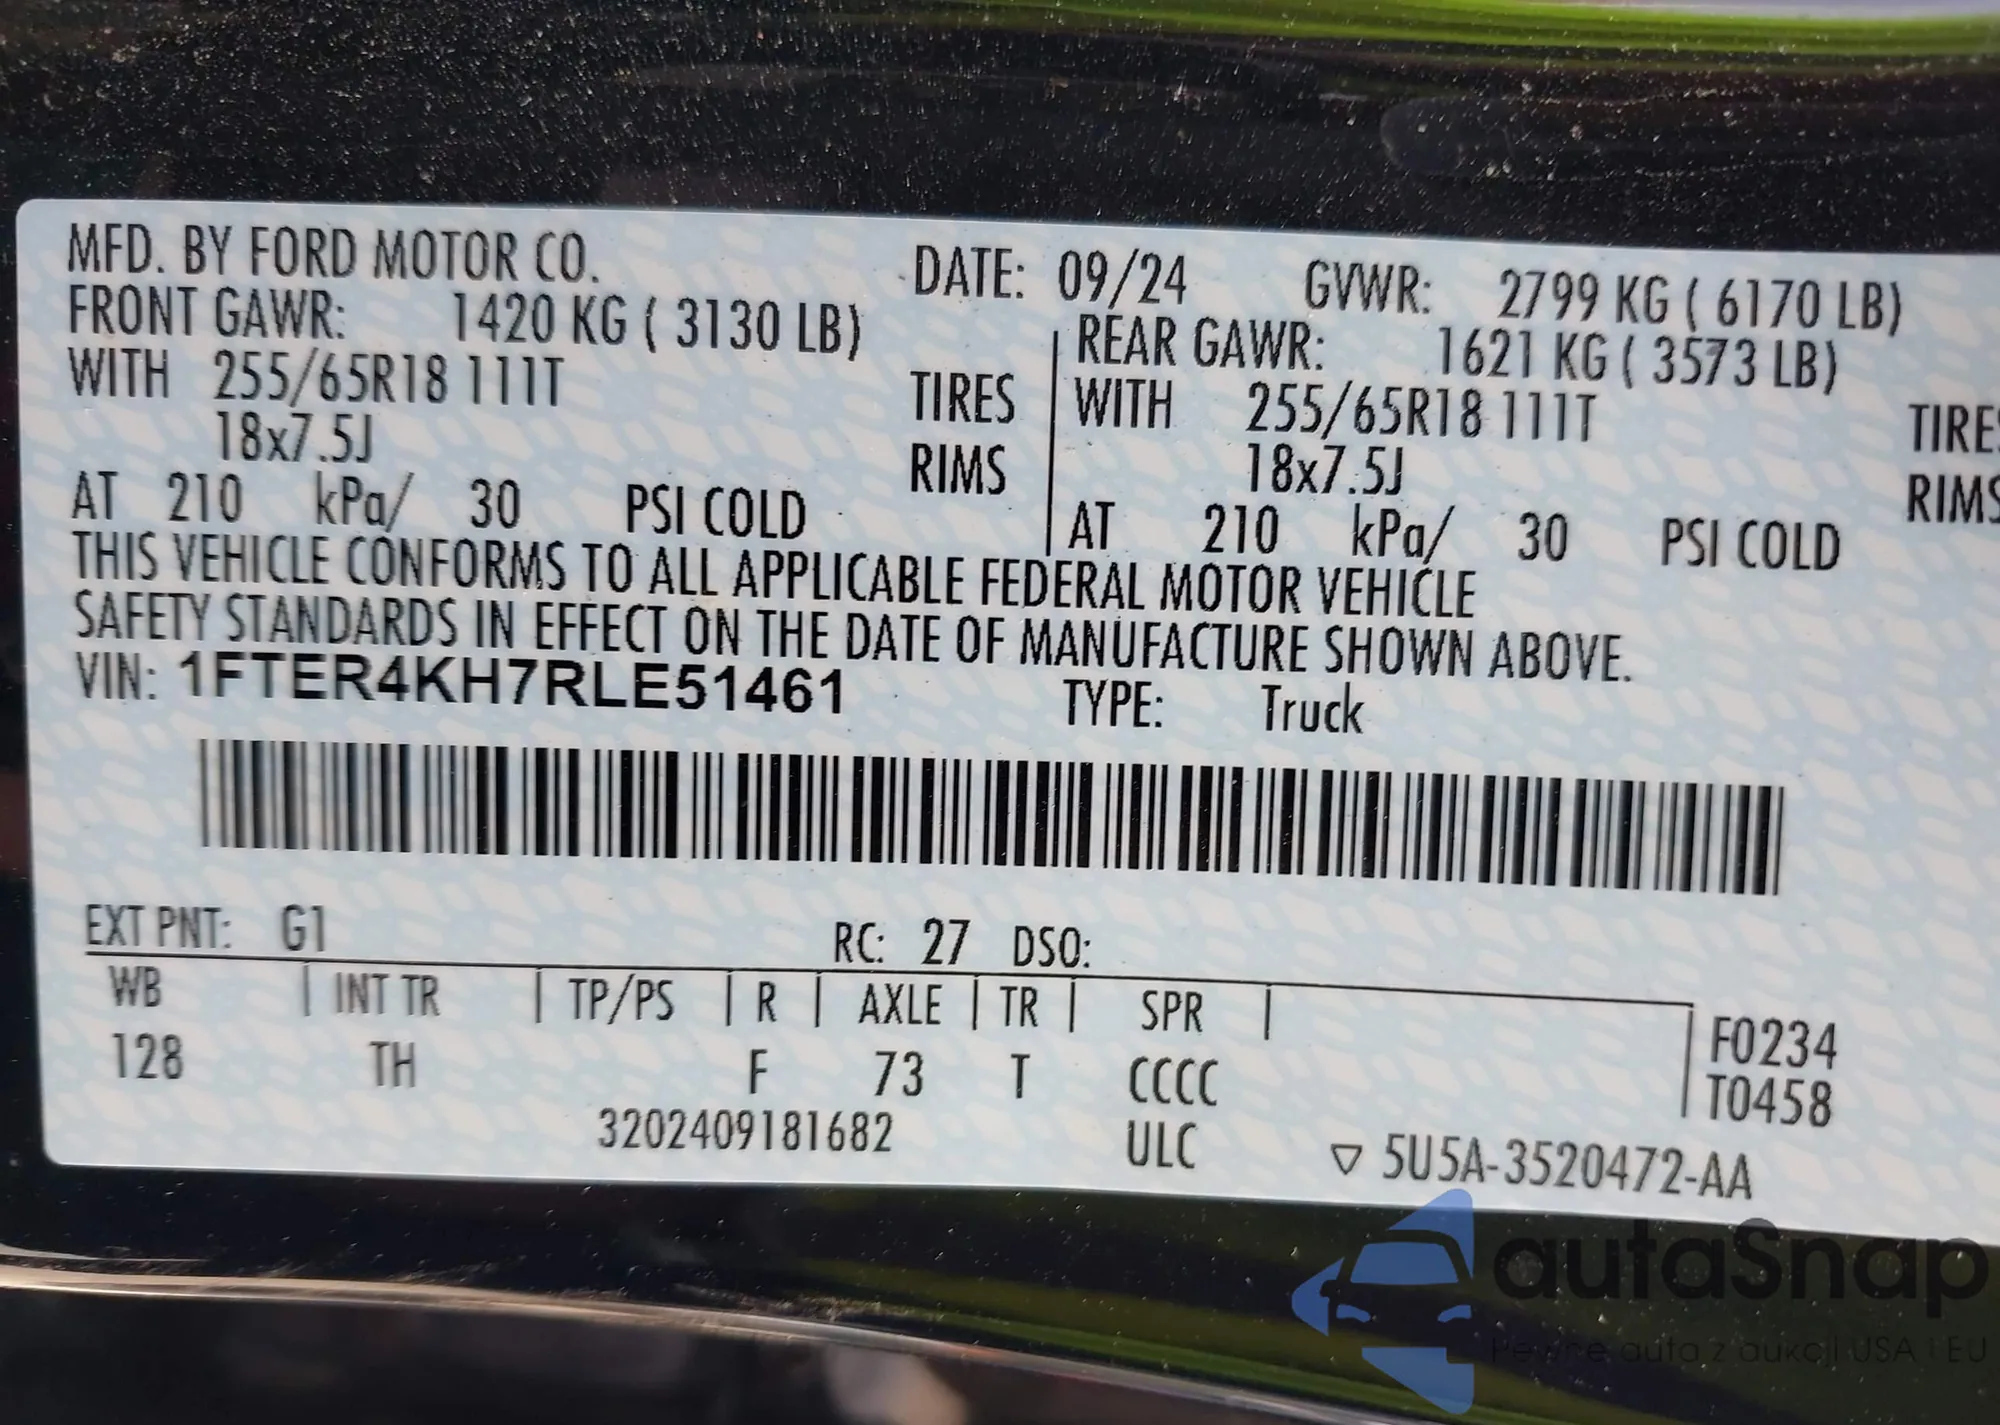 MFD. BY FORD MOTOR CO. DATE: 09/24 GVWR: 2799 KG ( 6170 LB)
FRONT GAWR: 1420 KG ( 3130 LB) REAR GAWR: 1621 KG ( 3573 LB)
WITH 255/65R18 111T TIRES WITH 255/65R18 111T TIRES
18x7.5J RIMS 18x7.5J RIMS
AT 210 kPa/ 30 PSI COLD AT 210 kPa/ 30 PSI COLD
THIS VEHICLE CONFORMS TO ALL APPLICABLE FEDERAL MOTOR VEHICLE
SAFETY STANDARDS IN EFFECT ON THE DATE OF MANUFACTURE SHOWN ABOVE.
VIN: 1FTER4KH7RLE51461 TYPE: Truck
EXT PNT: G1 RC: 27 DSO:
WB | INT TR | TP/PS | R | AXLE | TR | SPR |
128 TH F 73 T CCCC
F0234
T0458
3202409181682 ULC ▽ 5U5A-3520472-AA
autaSnap
Pewne auta z aukcji USA i EU